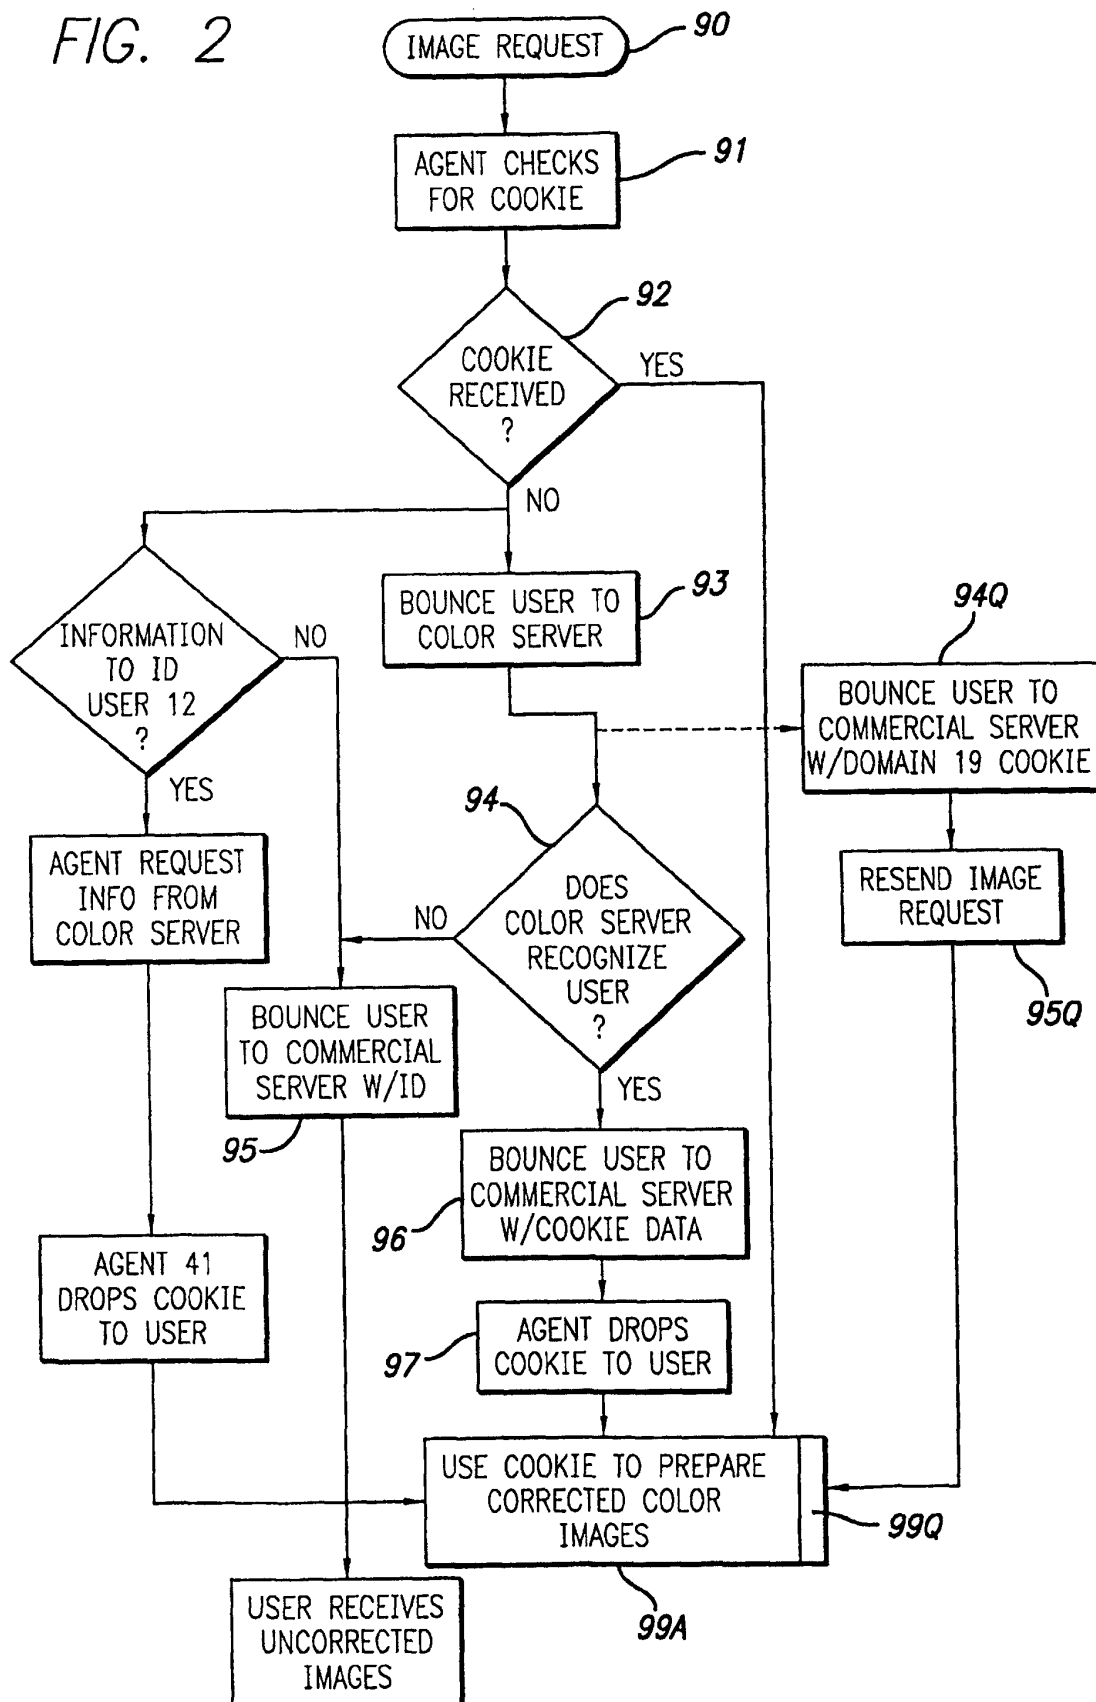 FIG. 2
IMAGE REQUEST
90
AGENT CHECKS
FOR COOKIE
91
92
COOKIE
RECEIVED
?
YES
NO
BOUNCE USER TO
COLOR SERVER
93
INFORMATION
TO ID
USER 12
?
NO
YES
94Q
BOUNCE USER TO
COMMERCIAL SERVER
W/DOMAIN 19 COOKIE
94
AGENT REQUEST
INFO FROM
COLOR SERVER
DOES
COLOR SERVER
RECOGNIZE
USER
?
NO
YES
RESEND IMAGE
REQUEST
95Q
BOUNCE USER
TO COMMERCIAL
SERVER W/ID
95
BOUNCE USER TO
COMMERCIAL SERVER
W/COOKIE DATA
96
AGENT 41
DROPS COOKIE
TO USER
AGENT DROPS
COOKIE TO USER
97
USE COOKIE TO PREPARE
CORRECTED COLOR
IMAGES
99Q
99A
USER RECEIVES
UNCORRECTED
IMAGES